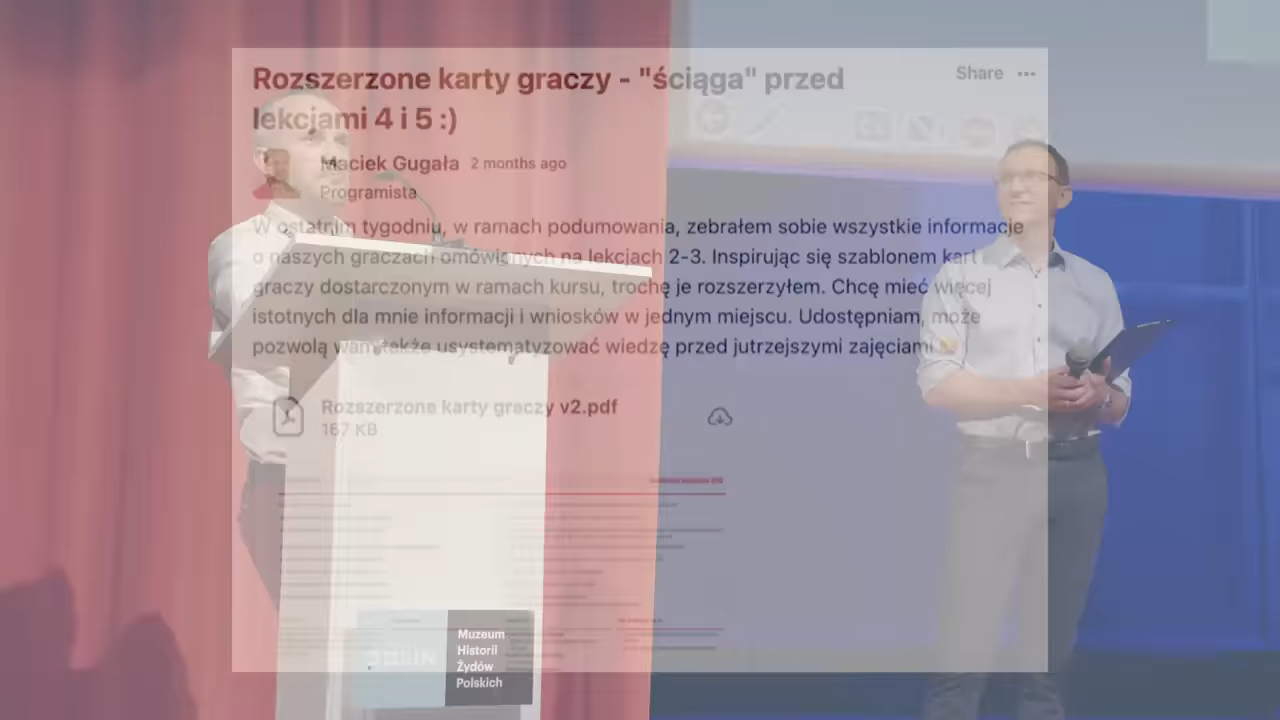 Rozszerzone karty graczy - "ściąga" przed
lekcjami 4 i 5 :)
Share
Maciek Gugała 2 months ago
Programista
W ostatnim tygodniu, w ramach podumowania, zebrałem sobie wszystkie informacje
o naszych graczach omówionych na lekcjach 2-3. Inspirując się szablonem kart
graczy dostarczonym w ramach kursu, trochę je rozszerzyłem. Chcę mieć więcej
istotnych dla mnie informacji i wniosków w jednym miejscu. Udostępniam, może
pozwolą wam także usystematyzować wiedzę przed jutrzejszymi zajęciami
Rozszerzone karty graczy v2.pdf
167 KB
Muzeum
Historii
Żydów
Polskich